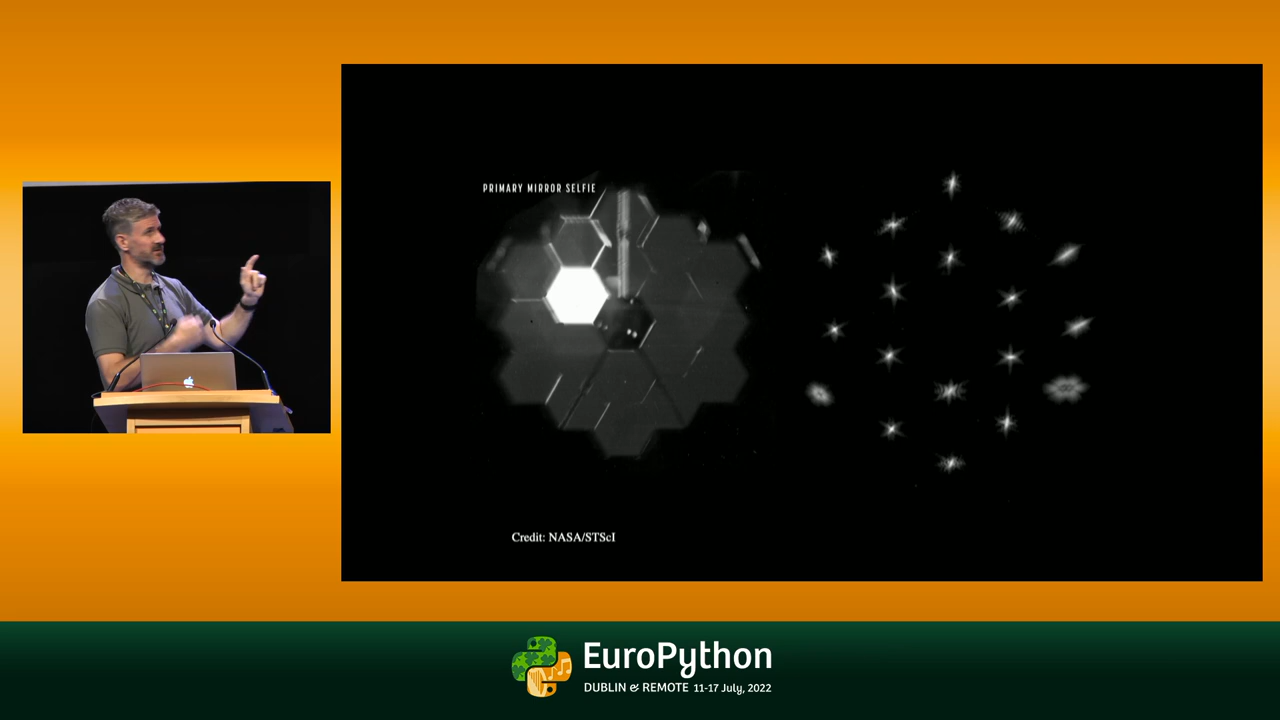 PRIMARY MIRROR SELFIE
Credit: NASA/STScI
EuroPython
DUBLIN & REMOTE 11-17 July, 2022